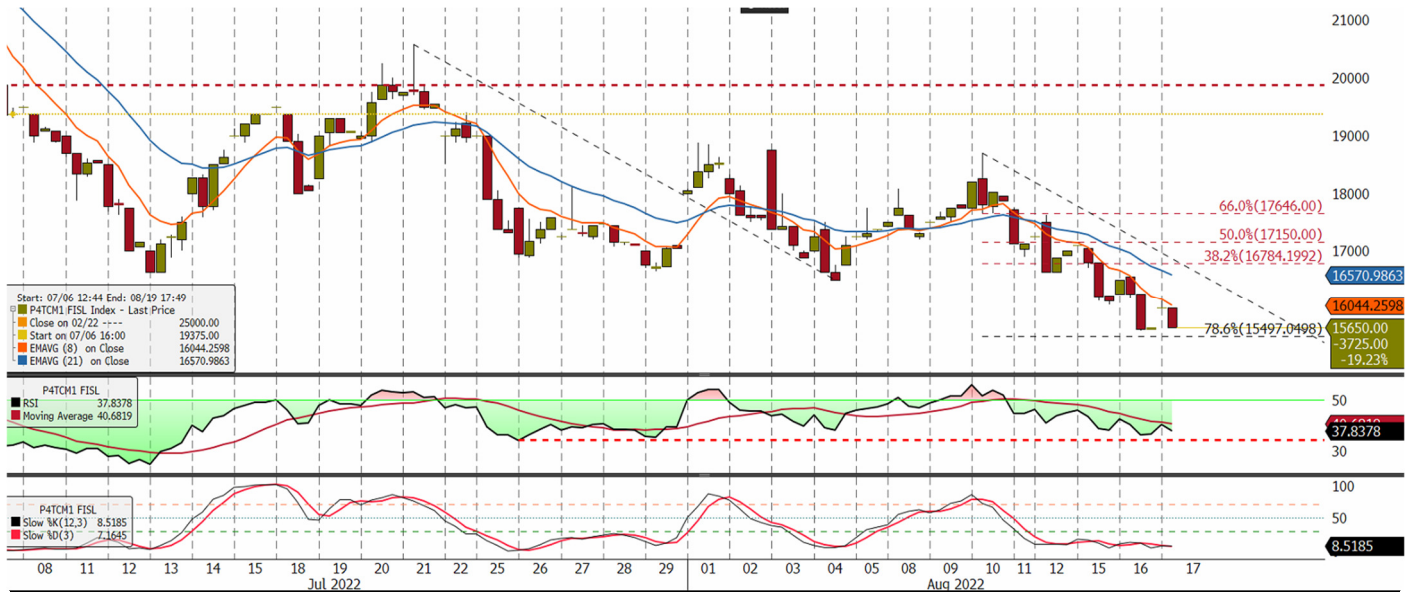 21000
20000
19000
18000
17000
66.0%(17646.00)
50.0%(17150.00)
38.2%(16784.1992)
78.6%(15497.0498)
16570.9863
16044.2598
15650.00
-3725.00
-19.23%
Start: 07/06 12:44 End: 08/19 17:49
P4TCM1 FISL Index - Last Price
Close on 02/22 ---- 25000.00
Start on 07/06 16:00 19375.00
EMAVG (8) on Close 16044.2598
EMAVG (21) on Close 16570.9863
P4TCM1 FISL
RSI 37.8378
Moving Average 40.6819
50
40.6819
37.8378
30
P4TCM1 FISL
Slow %K(12,3) 8.5185
Slow %D(3) 7.1645
100
50
8.5185
08 11 12 13 14 15 18 19 20 21 22 25 26 27 28 29 01 02 03 04 05 08 09 10 11 12 15 16 17
Jul 2022 Aug 2022